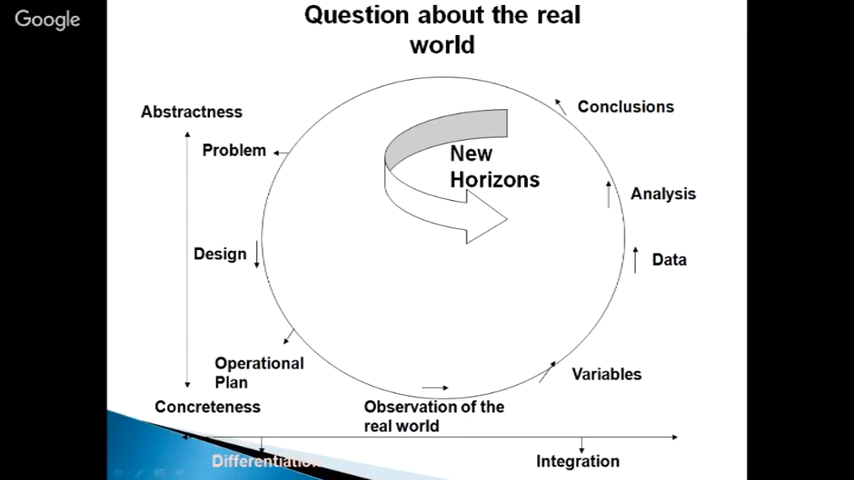 Google
Question about the real
world
Abstractness
Conclusions
Problem
New
Horizons
Analysis
Design
Data
Operational
Plan
Variables
Concreteness
Observation of the
real world
Differentiation
Integration